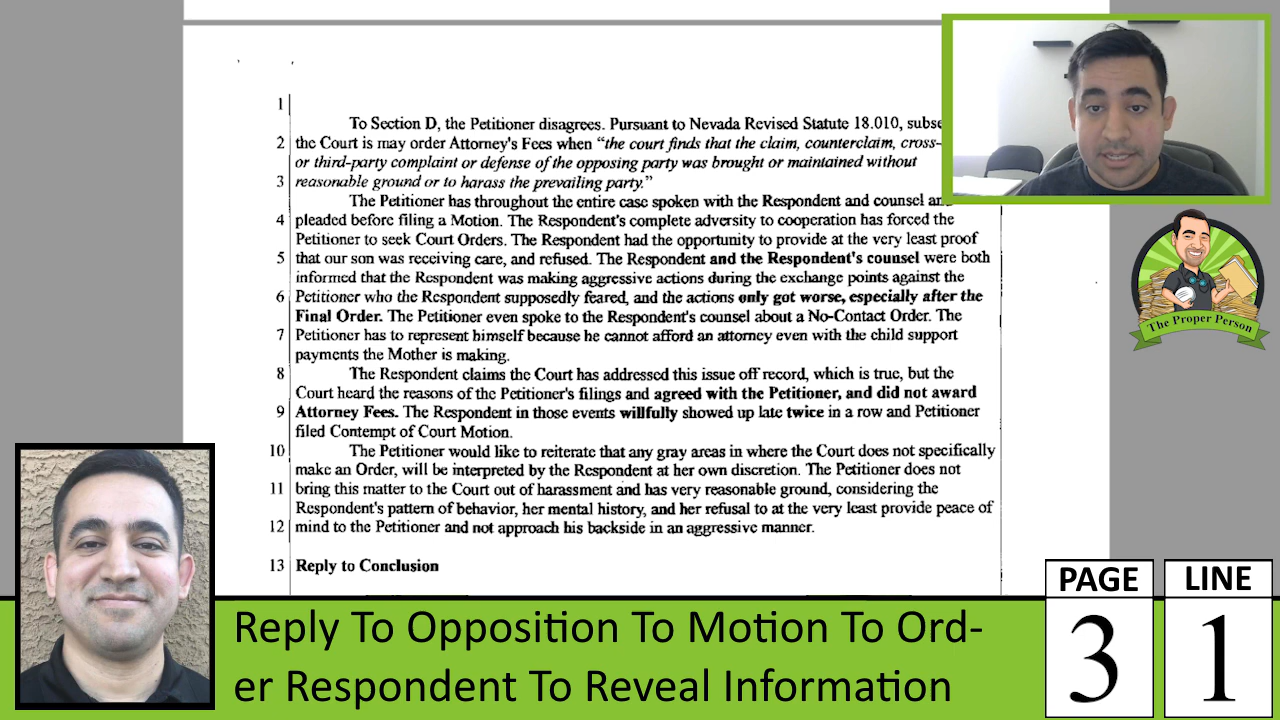 1
To Section D, the Petitioner disagrees. Pursuant to Nevada Revised Statute 18.010,
2 the Court is may order Attorney's Fees when "the court finds that the claim, counterclaim, cross-
or third-party complaint or defense of the opposing party was brought or maintained without
3 reasonable ground or to harass the prevailing party."
The Petitioner has throughout the entire case spoken with the Respondent and counsel
4 pleaded before filing a Motion. The Respondent's complete adversity to cooperation has forced the
Petitioner to seek Court Orders. The Respondent had the opportunity to provide at the very least proof
5 that our son was receiving care, and refused. The Respondent and the Respondent's counsel were both
informed that the Respondent was making aggressive actions during the exchange points against the
6 Petitioner who the Respondent supposedly feared, and the actions only got worse, especially after the
Final Order. The Petitioner even spoke to the Respondent's counsel about a No-Contact Order. The
7 Petitioner has to represent himself because he cannot afford an attorney even with the child support
payments the Mother is making.
8 The Respondent claims the Court has addressed this issue off record, which is true, but the
Court heard the reasons of the Petitioner's filings and agreed with the Petitioner, and did not award
9 Attorney Fees. The Respondent in those events willfully showed up late twice in a row and Petitioner
filed Contempt of Court Motion.
10 The Petitioner would like to reiterate that any gray areas in where the Court does not specifically
make an Order, will be interpreted by the Respondent at her own discretion. The Petitioner does not
11 bring this matter to the Court out of harassment and has very reasonable ground, considering the
Respondent's pattern of behavior, her mental history, and her refusal to at the very least provide peace of
12 mind to the Petitioner and not approach his backside in an aggressive manner.
13 Reply to Conclusion
The Proper Person
PAGE LINE
3 1
Reply To Opposition To Motion To Ord-
er Respondent To Reveal Information